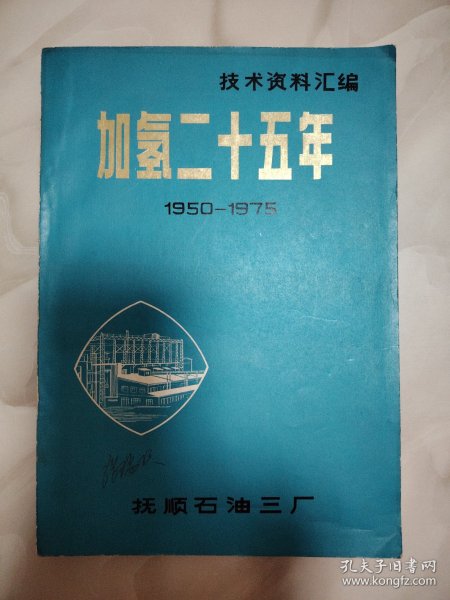 技术资料汇编
加氢二十五年
1950-1975
抚顺石油三厂
孔夫子旧书网
www.kongfz.com